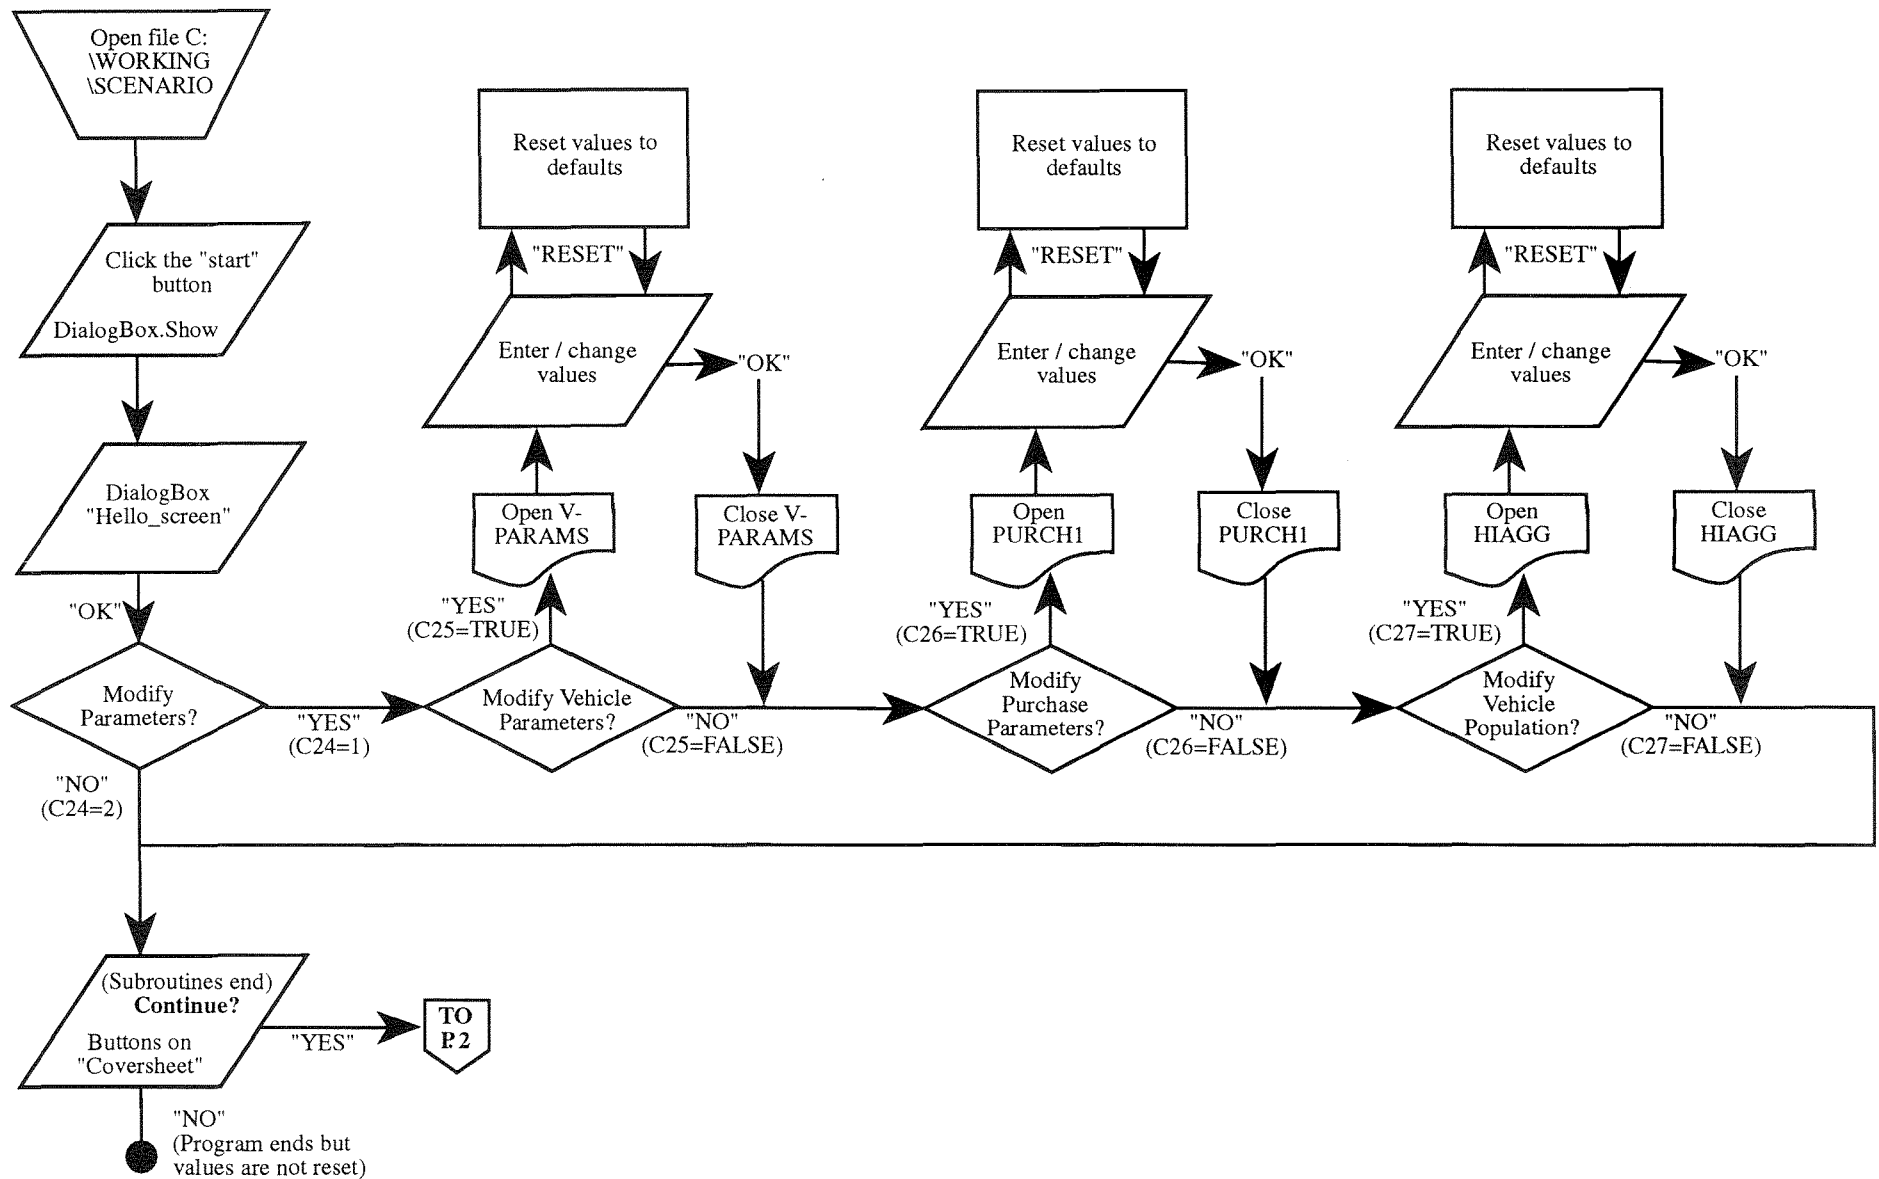 Open file C:
\WORKING
\SCENARIO
Click the "start"
button
DialogBox.Show
DialogBox
"Hello_screen"
"OK"
Modify
Parameters?
"YES"
(C24=1)
"NO"
(C24=2)
Reset values to
defaults
"RESET"
Enter / change
values
"OK"
Open V-
PARAMS
Close V-
PARAMS
"YES"
(C25=TRUE)
Modify Vehicle
Parameters?
"NO"
(C25=FALSE)
Reset values to
defaults
"RESET"
Enter / change
values
"OK"
Open
PURCH1
Close
PURCH1
"YES"
(C26=TRUE)
Modify
Purchase
Parameters?
"NO"
(C26=FALSE)
Reset values to
defaults
"RESET"
Enter / change
values
"OK"
Open
HIAGG
Close
HIAGG
"YES"
(C27=TRUE)
Modify
Vehicle
Population?
"NO"
(C27=FALSE)
(Subroutines end)
Continue?
Buttons on
"Coversheet"
"YES"
TO
P.2
"NO"
(Program ends but
values are not reset)